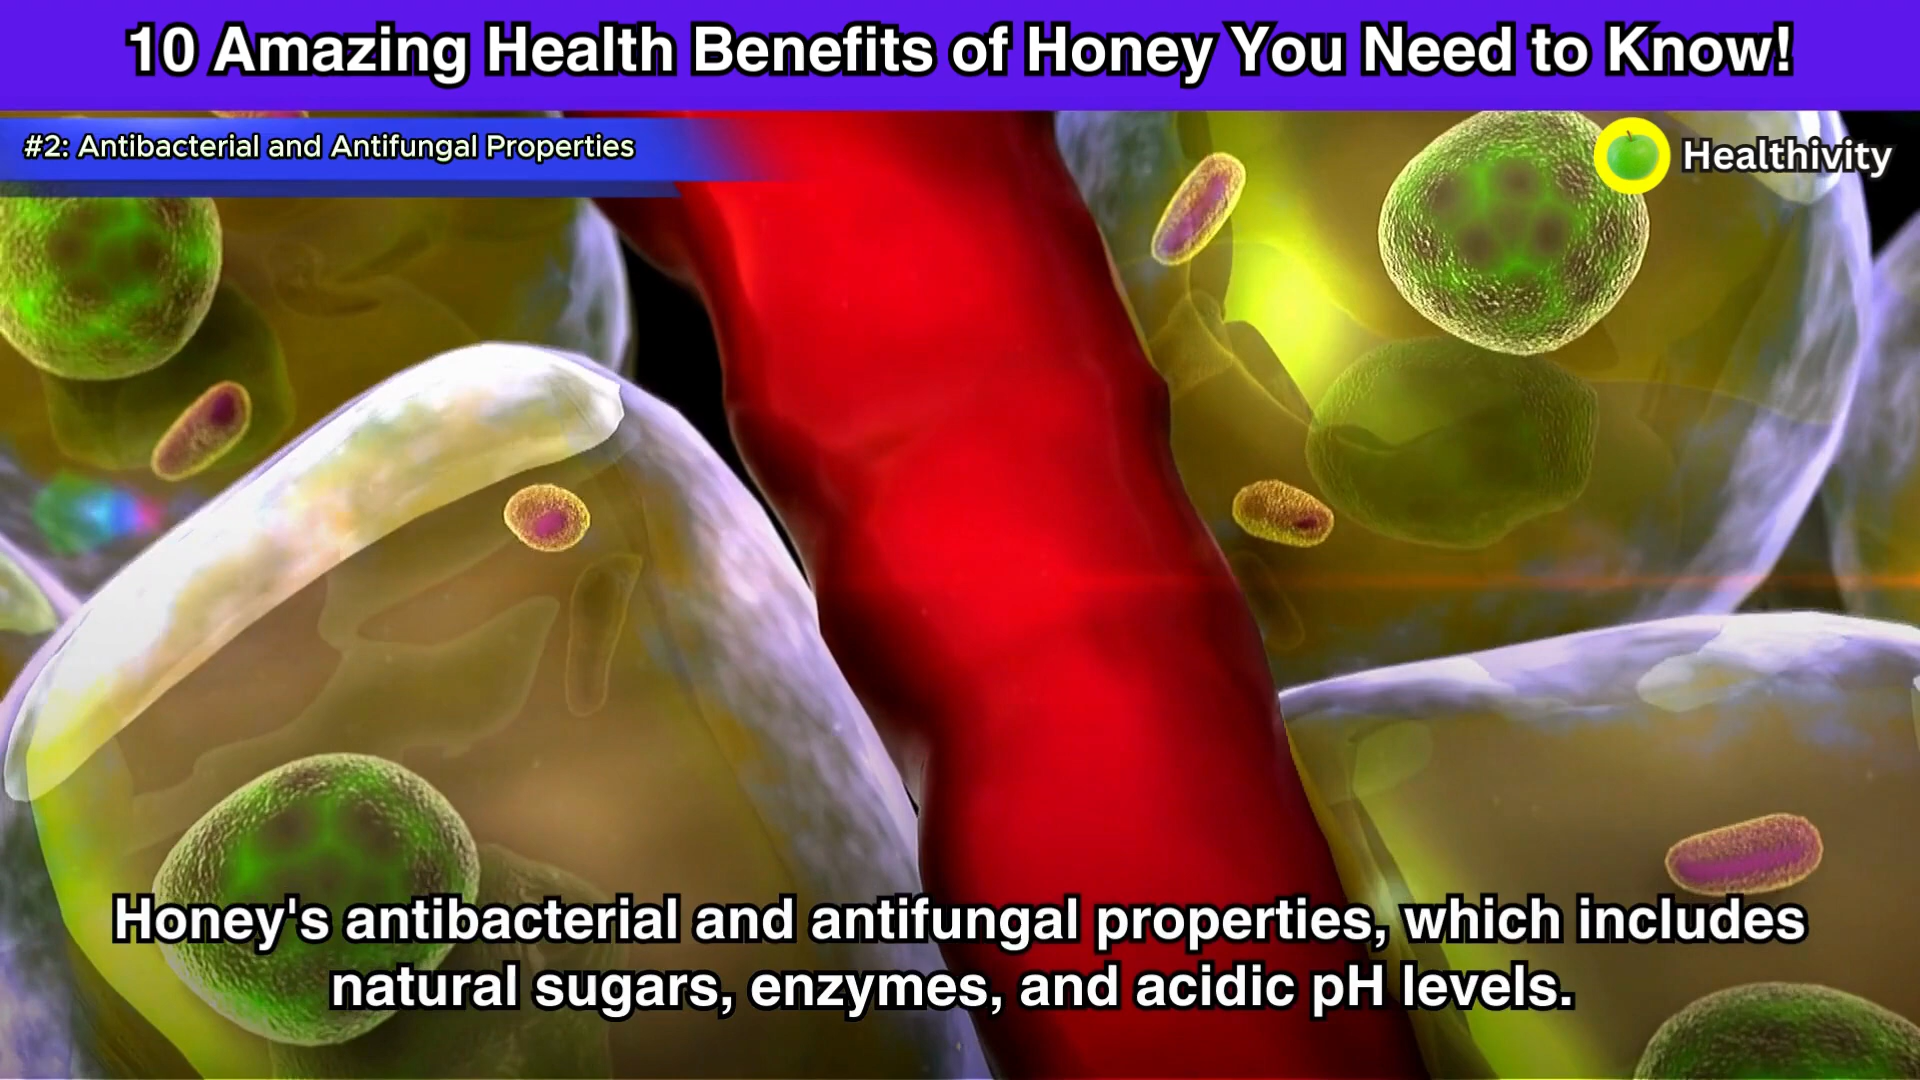 10 Amazing Health Benefits of Honey You Need to Know!
#2: Antibacterial and Antifungal Properties
Healthivity
Honey's antibacterial and antifungal properties, which includes
natural sugars, enzymes, and acidic pH levels.